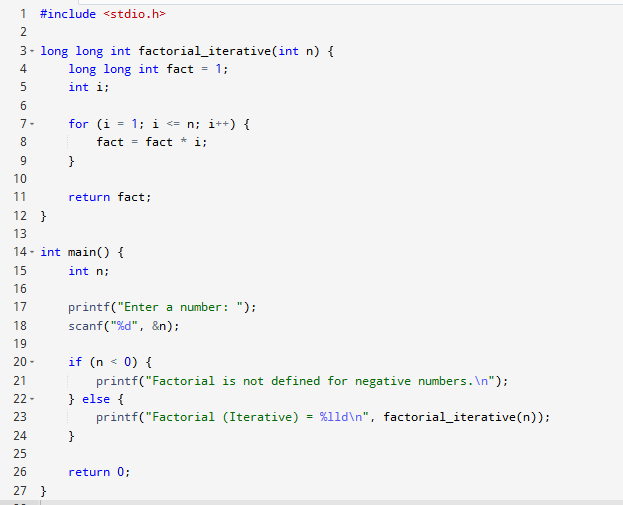 1 #include <stdio.h>
2
3 long long int factorial_iterative(int n) {
4     long long int fact = 1;
5     int i;
6
7     for (i = 1; i <= n; i++) {
8         fact = fact * i;
9     }
10
11     return fact;
12 }
13
14 int main() {
15     int n;
16
17     printf("Enter a number: ");
18     scanf("%d", &n);
19
20     if (n < 0) {
21         printf("Factorial is not defined for negative numbers.\n");
22     } else {
23         printf("Factorial (Iterative) = %lld\n", factorial_iterative(n));
24     }
25
26     return 0;
27 }